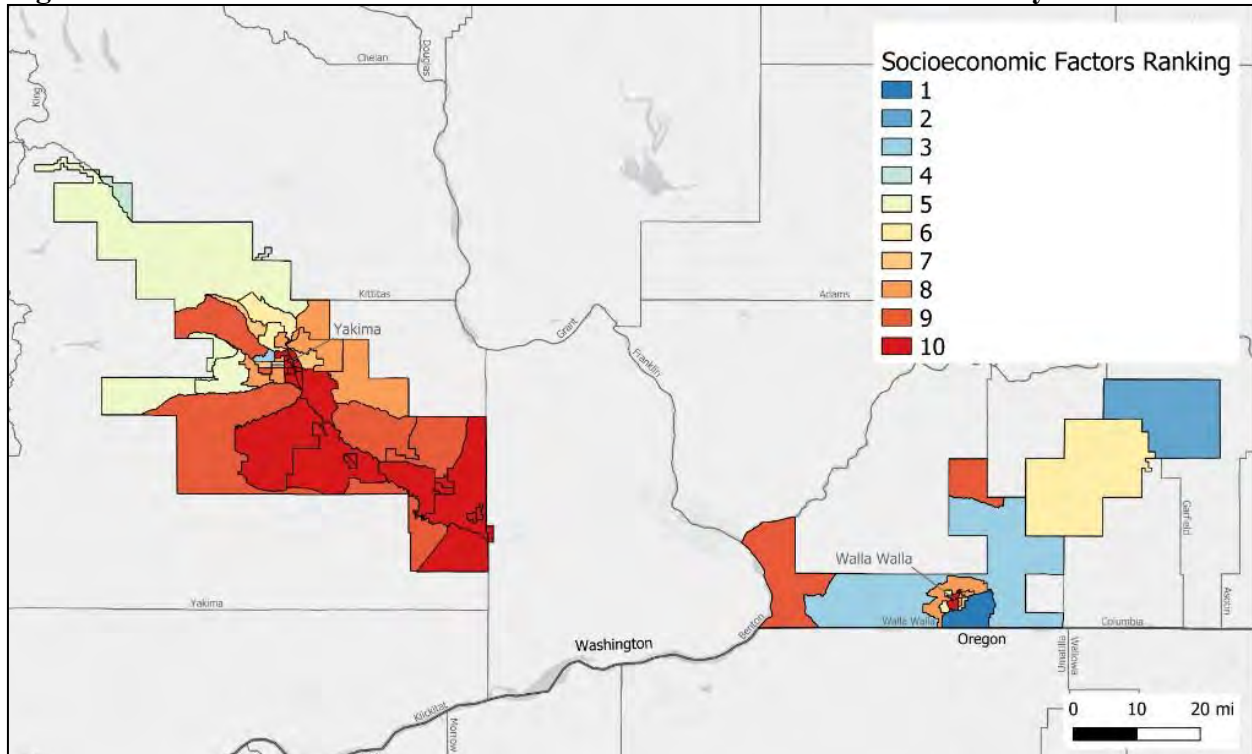 Socioeconomic Factors Ranking
1
2
3
4
5
6
7
8
9
10
Chelan
Douglas
King
Kittitas
Yakima
Grant
Adams
Franklin
Garfield
Walla Walla
Yakima
Walla Walla
Benton
Columbia
Asotin
Washington
Oregon
Umatilla
Wallowa
Klickitat
Morrow
0 10 20 mi